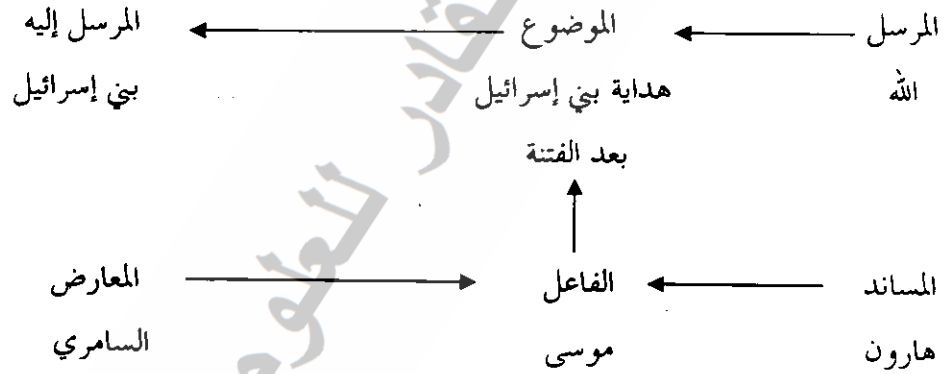 المرسل الموضوع المرسل إليه
الله هداية بني إسرائيل بني إسرائيل
بعد الفتنة
المساند الفاعل المعارض
هارون موسى السامري